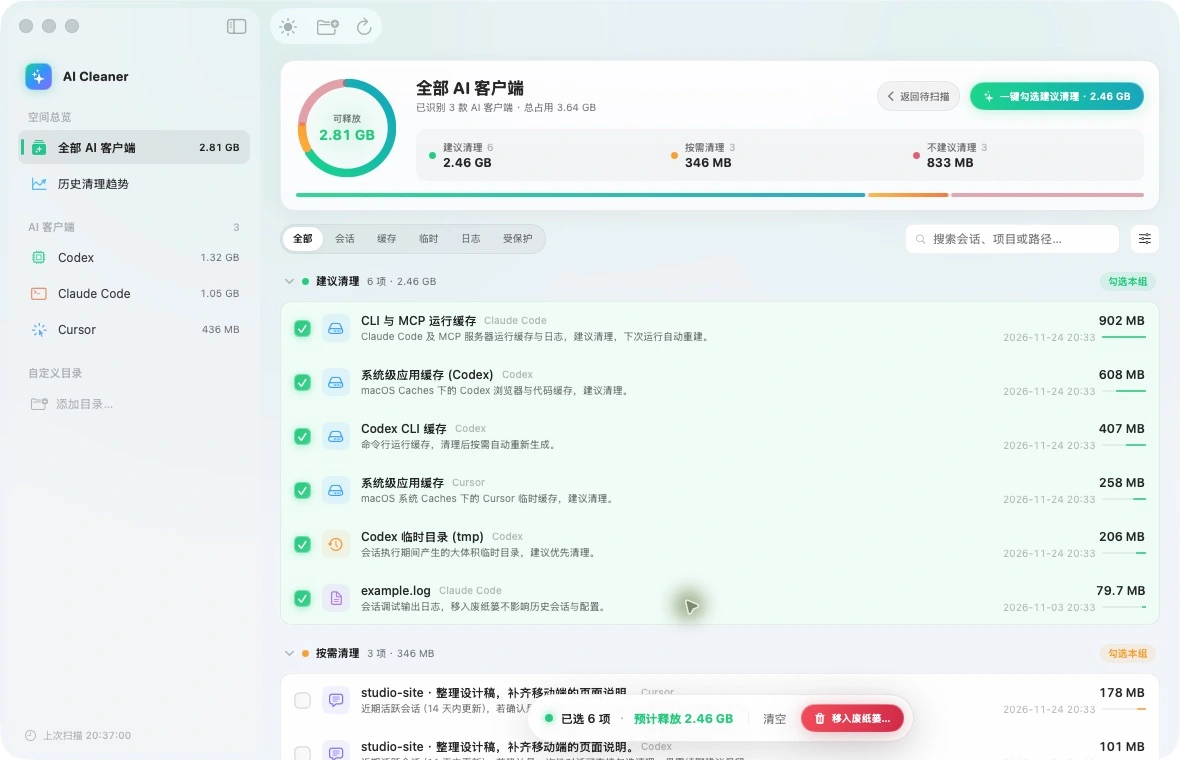 AI Cleaner
空间总览
全部 AI 客户端 2.81 GB
历史清理趋势
AI 客户端 3
Codex 1.32 GB
Claude Code 1.05 GB
Cursor 436 MB
自定义目录
添加目录...
上次扫描 20:37:00
可释放
2.81 GB
全部 AI 客户端
已识别 3 款 AI 客户端 · 总占用 3.64 GB
返回待扫描
一键勾选建议清理 · 2.46 GB
建议清理 6
2.46 GB
按需清理 3
346 MB
不建议清理 3
833 MB
全部 会话 缓存 临时 日志 受保护
搜索会话、项目或路径...
建议清理 6 项 · 2.46 GB 勾选本组
CLI 与 MCP 运行缓存 Claude Code 902 MB
Claude Code 及 MCP 服务器运行缓存与日志，建议清理，下次运行自动重建。 2026-11-24 20:33
系统级应用缓存 (Codex) Codex 608 MB
macOS Caches 下的 Codex 浏览器与代码缓存，建议清理。 2026-11-24 20:33
Codex CLI 缓存 Codex 407 MB
命令行运行缓存，清理后按需自动重新生成。 2026-11-24 20:33
系统级应用缓存 Cursor 258 MB
macOS 系统 Caches 下的 Cursor 临时缓存，建议清理。 2026-11-24 20:33
Codex 临时目录 (tmp) Codex 206 MB
会话执行期间产生的大体积临时目录，建议优先清理。 2026-11-24 20:33
example.log Claude Code 79.7 MB
会话调试输出日志，移入废纸篓不影响历史会话与配置。 2026-11-03 20:33
按需清理 3 项 · 346 MB 勾选本组
studio-site · 整理设计稿，补齐移动端的页面说明。 Cursor 178 MB
近期活跃会话 (14 天内更新)，若确认 2026-11-24 20:33
studio-site · 整理设计稿，补齐移动端的页面说明。 Codex 101 MB
已选 6 项 · 预计释放 2.46 GB 清空 移入废纸篓...